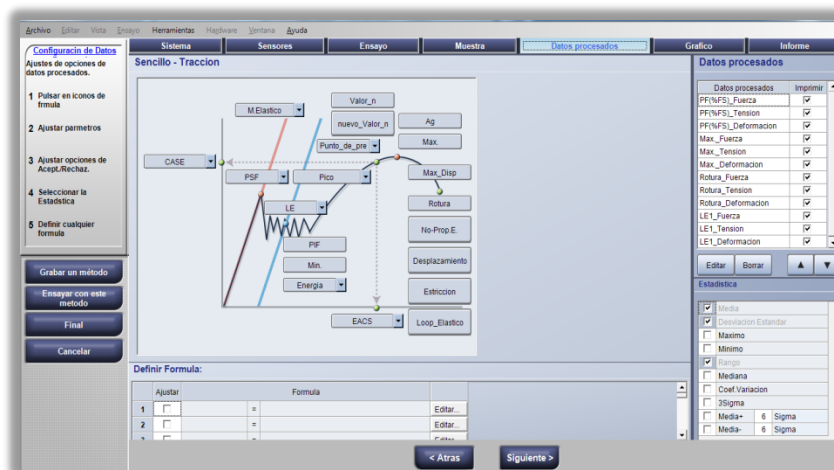 Archivo Editar Vista Ensayo Herramientas Hardware Ventana Ayuda
Configuracin de Datos
Ajustes de opciones de
datos procesados.
1 Pulsar en iconos de
frmula
2 Ajustar parmetros
3 Ajustar opciones de
Acept./Rechaz.
4 Seleccionar la
Estadstica
5 Definir cualquier
formula
Grabar un método
Ensayar con este
metodo
Final
Cancelar
Sistema Sensores Ensayo Muestra Datos procesados Grafico Informe
Sencillo - Traccion
M.Elastico
Valor_n
nuevo_Valor_n
Ag
Punto_de_pre
Max.
CASE
PSF
Pico
Max_Disp
LE
Rotura
PIF
No-Prop.E.
Min.
Desplazamiento
Energia
Estriccion
EACS
Loop_Elastico
Definir Formula:
Ajustar Formula
1 = Editar...
2 = Editar...
< Atras Siguiente >
Datos procesados
Datos procesados Imprimir
PF(%FS)_Fuerza
PF(%FS)_Tension
PF(%FS)_Deformacion
Max._Fuerza
Max._Tension
Max._Deformacion
Rotura_Fuerza
Rotura_Tension
Rotura_Deformacion
LE1_Fuerza
LE1_Tension
LE1_Deformacion
Editar Borrar
Estadistica
Media
Desviacion Estandar
Maximo
Minimo
Rango
Mediana
Coef.Variacion
3Sigma
Media+ 6 Sigma
Media- 6 Sigma